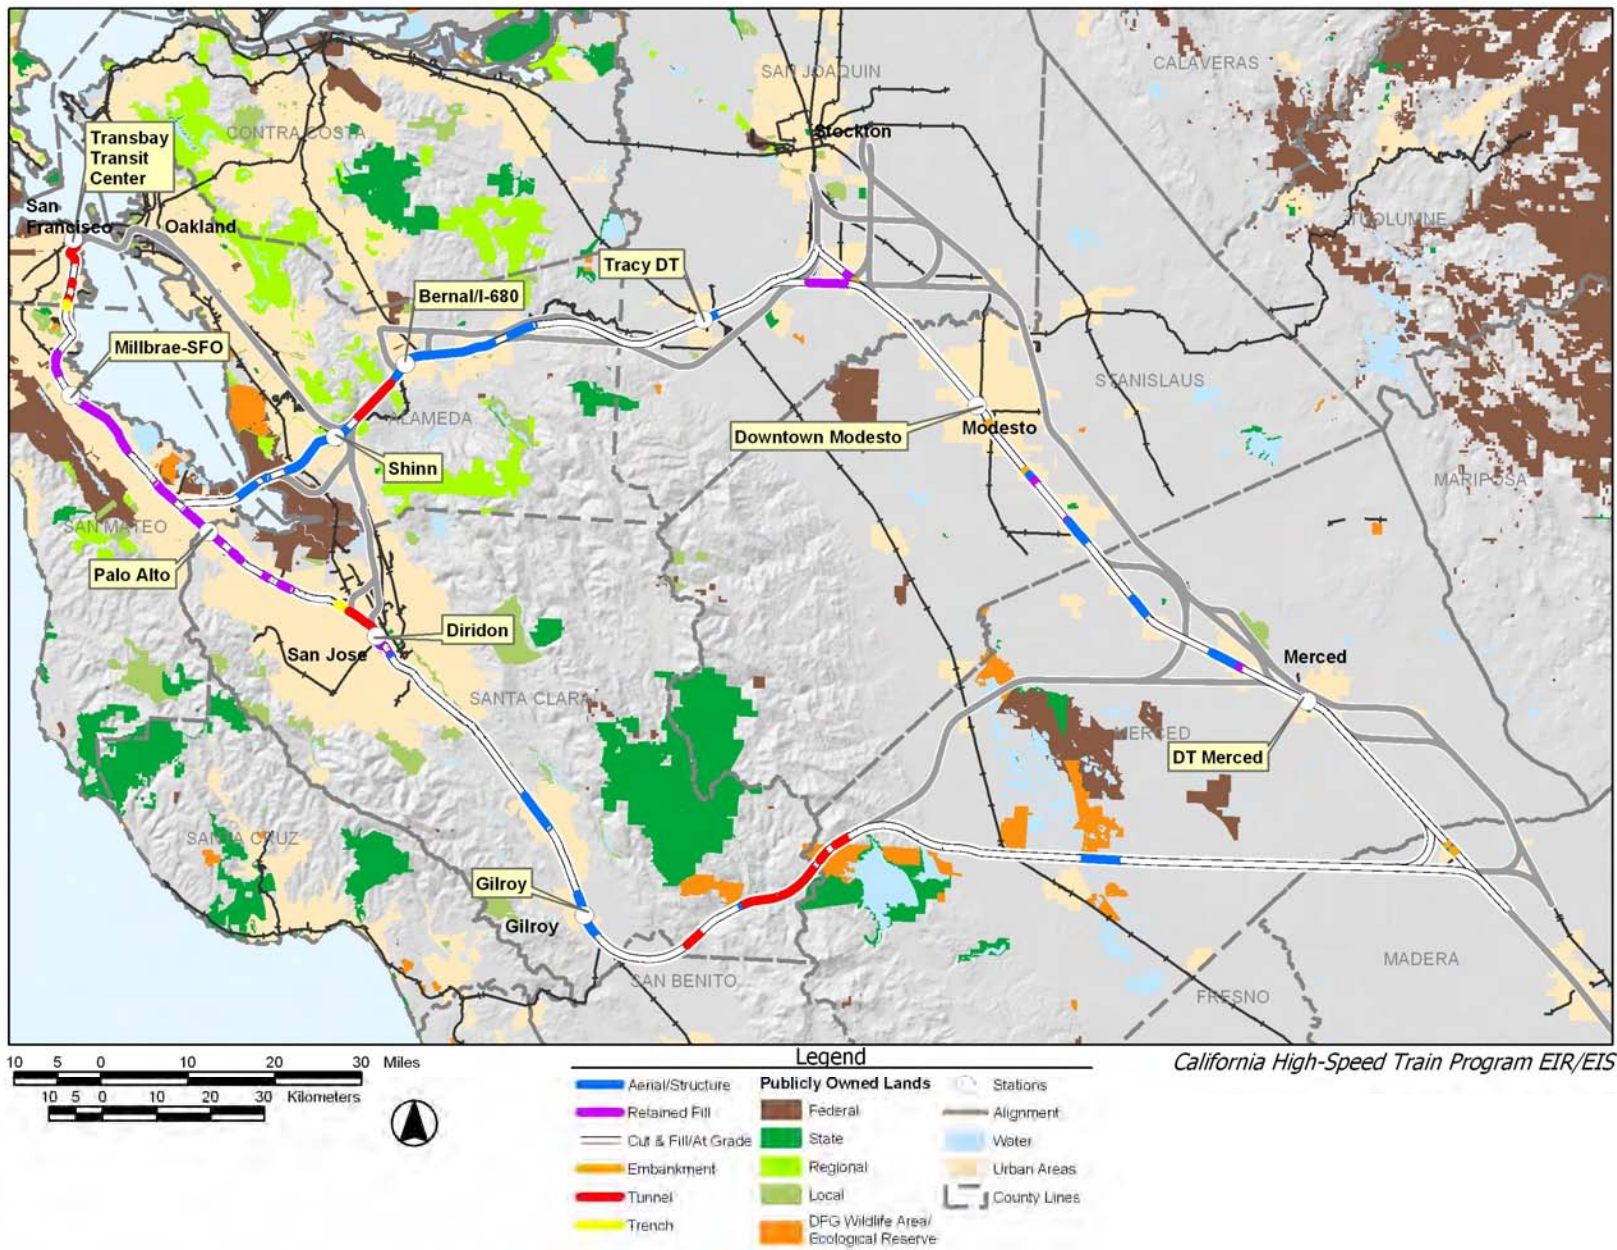 SAN JOAQUIN
CALAVERAS
CONTRA COSTA
Stockton
Transbay
Transit
Center
San
Francisco
Oakland
TUOLUMNE
Tracy DT
Bernal/I-680
Millbrae-SFO
STANISLAUS
ALAMEDA
Downtown Modesto
Modesto
Shinn
MARIPOSA
SAN MATEO
Palo Alto
Diridon
San Jose
Merced
SANTA CLARA
MERCED
DT Merced
SANTA CRUZ
Gilroy
Gilroy
SAN BENITO
MADERA
FRESNO
10 5 0 10 20 30 Miles
10 5 0 10 20 30 Kilometers
Legend
California High-Speed Train Program EIR/EIS
Aerial/Structure
Retained Fill
Cut & Fill/At Grade
Embankment
Tunnel
Trench
Publicly Owned Lands
Federal
State
Regional
Local
DFG Wildlife Area/
Ecological Reserve
Stations
Alignment
Water
Urban Areas
County Lines